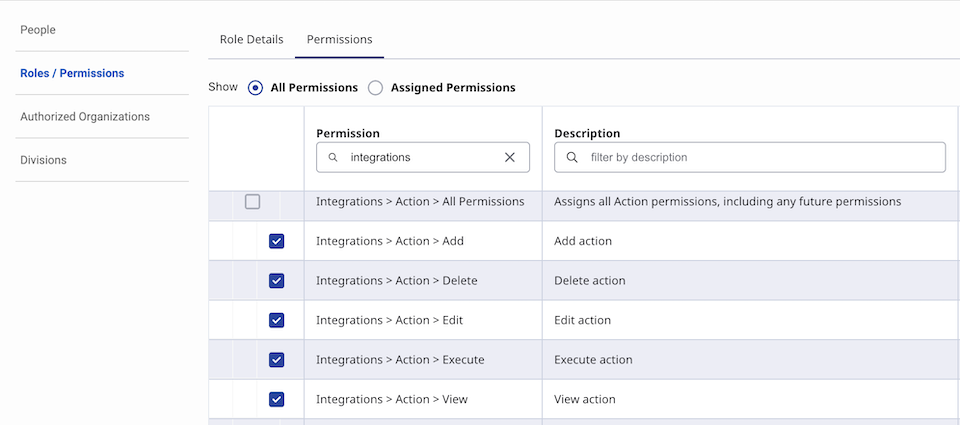 People
Roles / Permissions
Authorized Organizations
Divisions
Role Details Permissions
Show All Permissions Assigned Permissions
Permission Description
integrations filter by description
Integrations > Action > All Permissions Assigns all Action permissions, including any future permissions
Integrations > Action > Add Add action
Integrations > Action > Delete Delete action
Integrations > Action > Edit Edit action
Integrations > Action > Execute Execute action
Integrations > Action > View View action